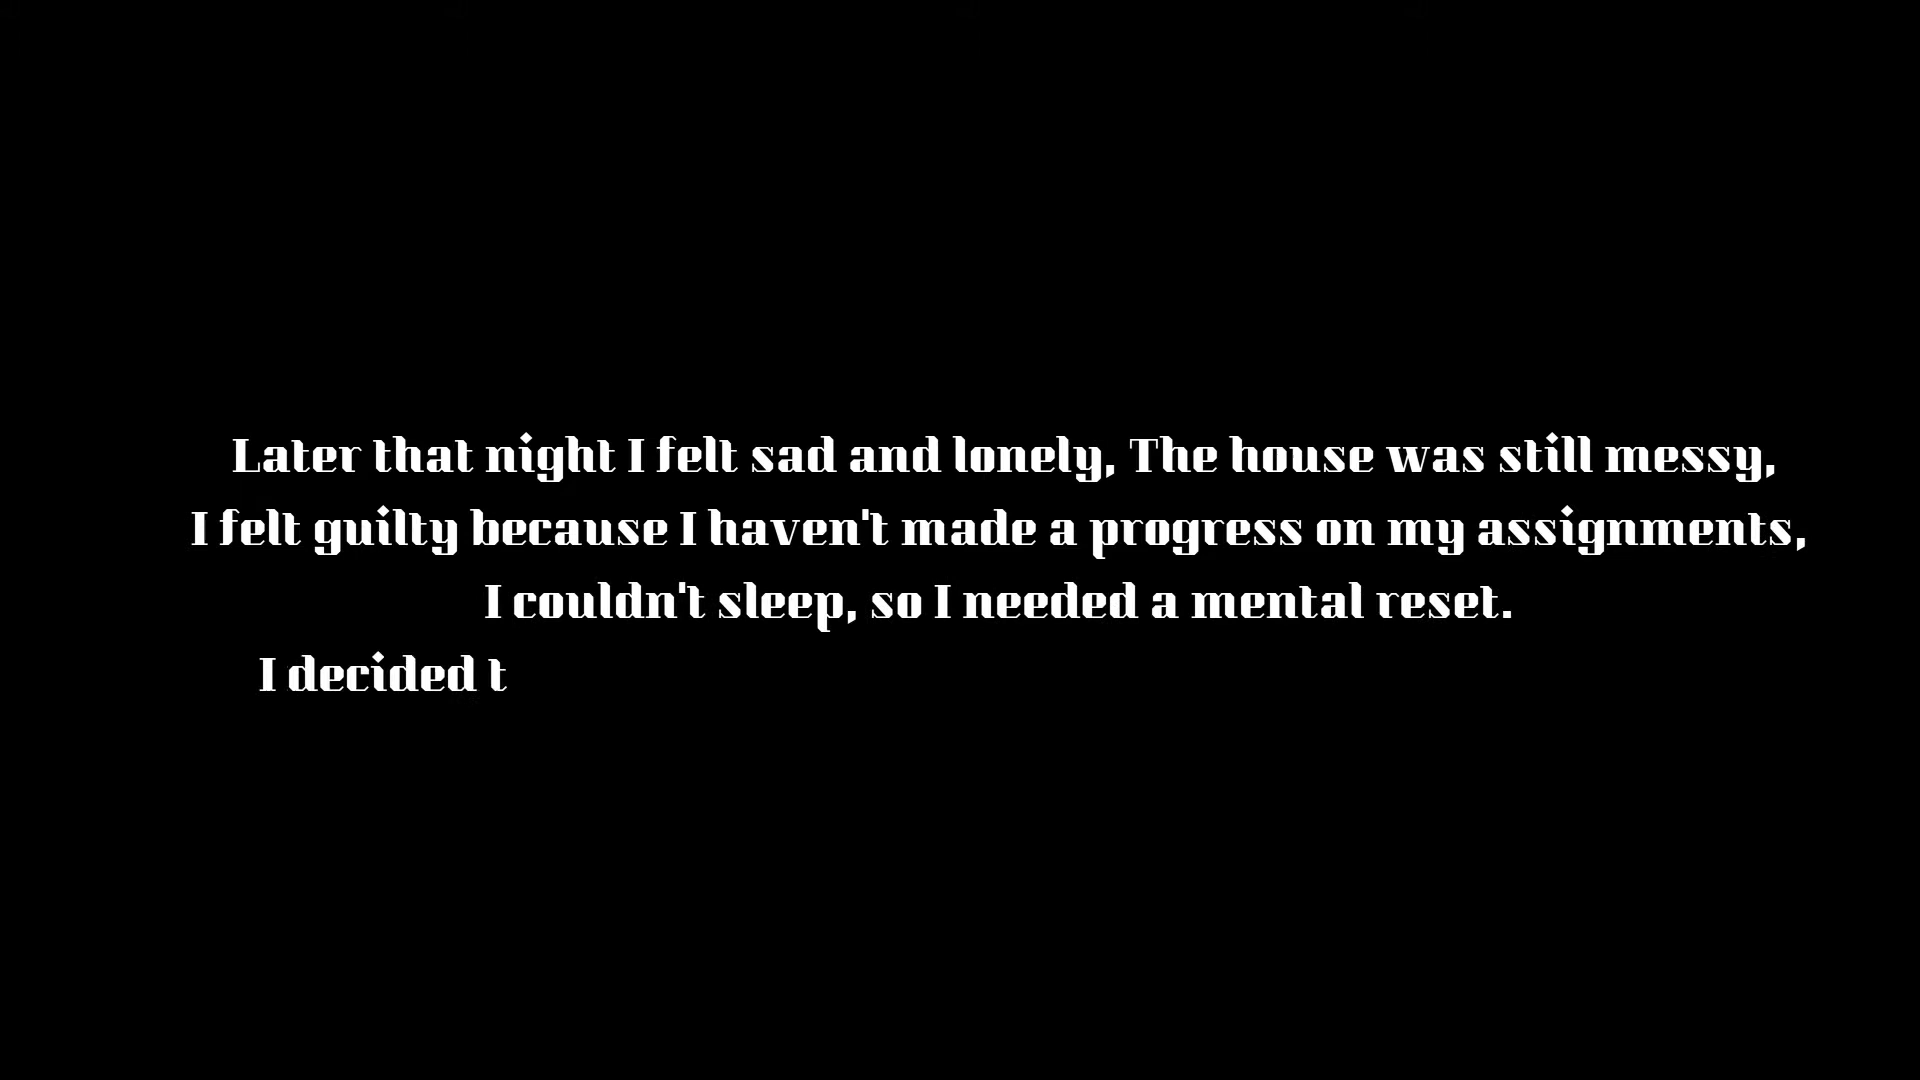 Later that night I felt sad and lonely, The house was still messy,
I felt guilty because I haven't made a progress on my assignments,
I couldn't sleep, so I needed a mental reset.
I decided t